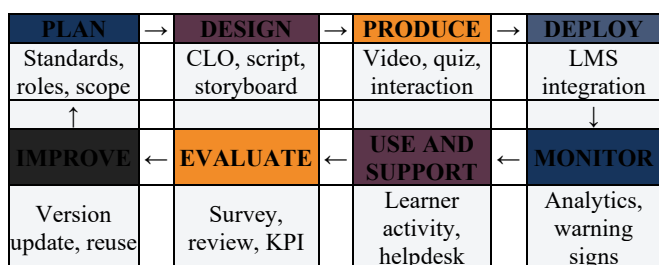 PLAN → DESIGN → PRODUCE → DEPLOY
Standards, roles, scope
CLO, script, storyboard
Video, quiz, interaction
LMS integration
↑ ↓
IMPROVE ← EVALUATE ← USE AND SUPPORT ← MONITOR
Version update, reuse
Survey, review, KPI
Learner activity, helpdesk
Analytics, warning signs